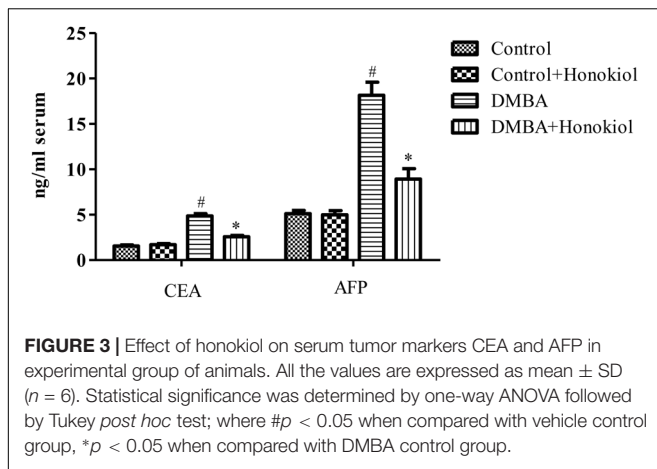 25
20
15
10
5
0
ng/ml serum
#
*
#
*
CEA
AFP
Control
Control+Honokiol
DMBA
DMBA+Honokiol
FIGURE 3 | Effect of honokiol on serum tumor markers CEA and AFP in
experimental group of animals. All the values are expressed as mean ± SD
(n = 6). Statistical significance was determined by one-way ANOVA followed
by Tukey post hoc test; where #p < 0.05 when compared with vehicle control
group, *p < 0.05 when compared with DMBA control group.